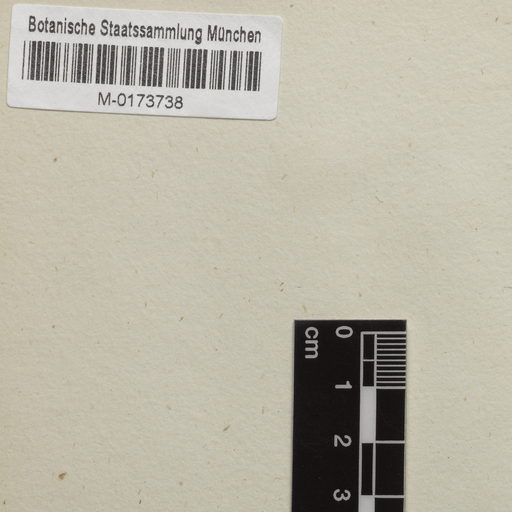 Botanische Staatssammlung München
M-0173738
cm
0
1
2
3